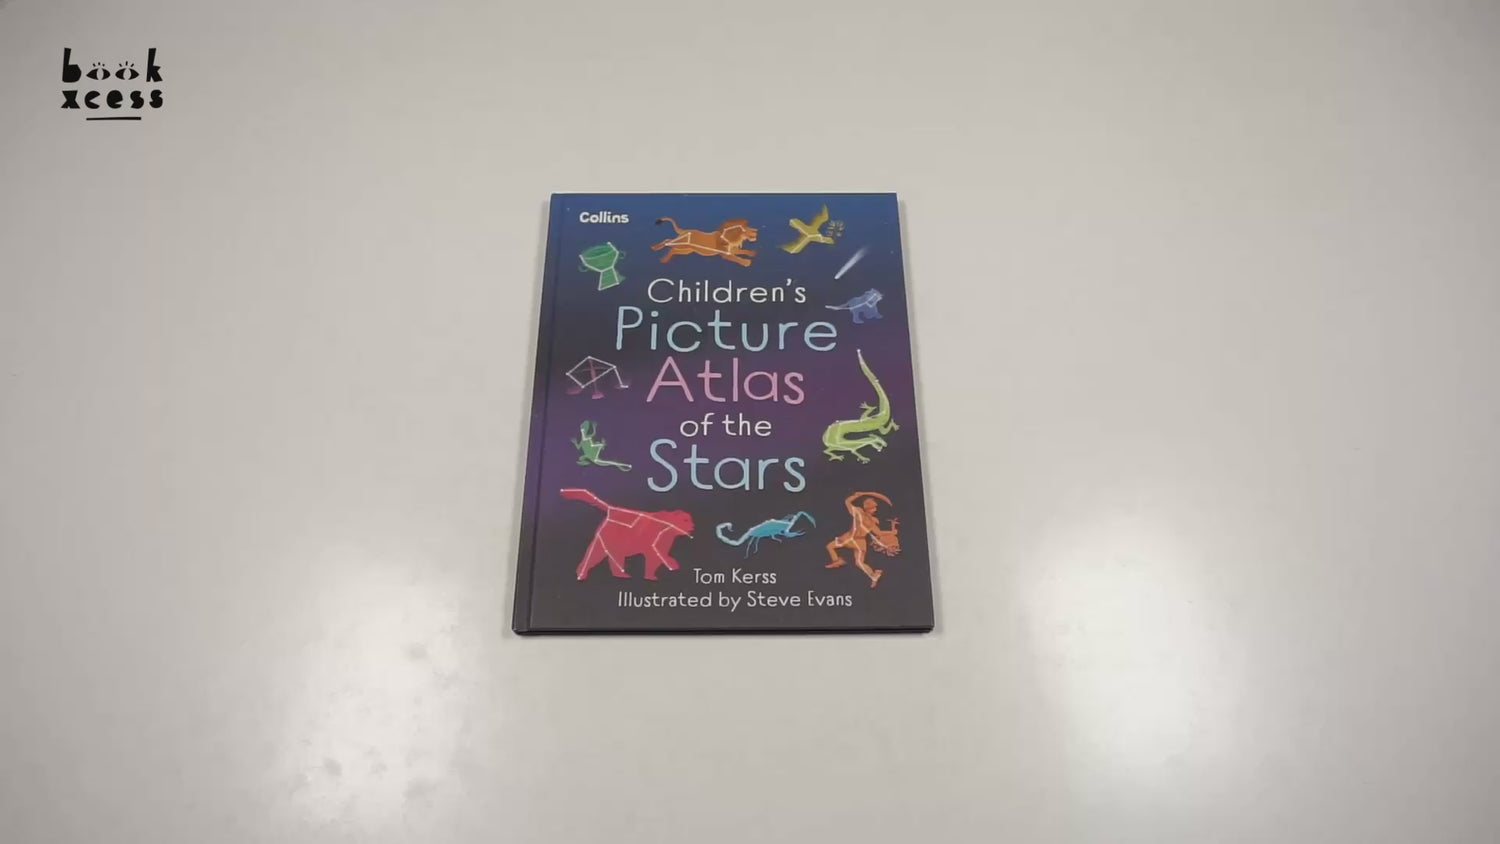 book
xcess
Collins
Children's
Picture
Atlas
of the
Stars
Tom Kerss
Illustrated by Steve Evans